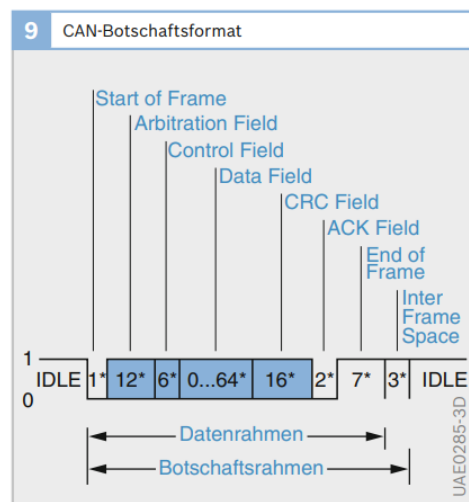 9 CAN-Botschaftsformat
Start of Frame
Arbitration Field
Control Field
Data Field
CRC Field
ACK Field
End of
Frame
Inter
Frame
Space
1
IDLE 1* 12* 6* 0...64* 16* 2* 7* 3* IDLE
0
Datenrahmen
Botschaftsrahmen
UAE0285-3D